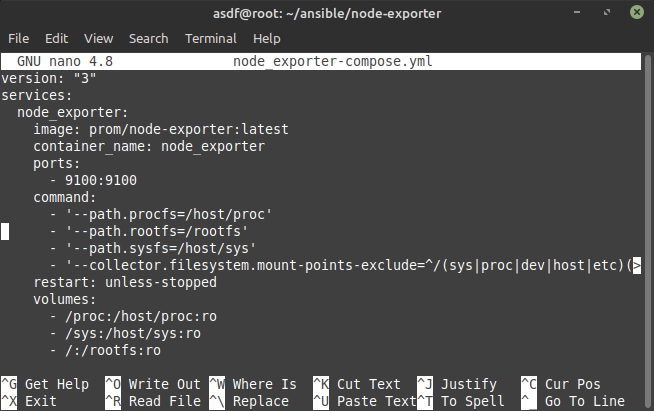 asdf@root: ~/ansible/node-exporter
File Edit View Search Terminal Help
GNU nano 4.8 node_exporter-compose.yml
version: "3"
services:
  node_exporter:
    image: prom/node-exporter:latest
    container_name: node_exporter
    ports:
      - 9100:9100
    command:
      - '--path.procfs=/host/proc'
      - '--path.rootfs=/rootfs'
      - '--path.sysfs=/host/sys'
      - '--collector.filesystem.mount-points-exclude=^/(sys|proc|dev|host|etc)(>
    restart: unless-stopped
    volumes:
      - /proc:/host/proc:ro
      - /sys:/host/sys:ro
      - /:/rootfs:ro
^G Get Help ^O Write Out ^W Where Is ^K Cut Text ^J Justify ^C Cur Pos
^X Exit ^R Read File ^\ Replace ^U Paste Text ^T To Spell ^_ Go To Line